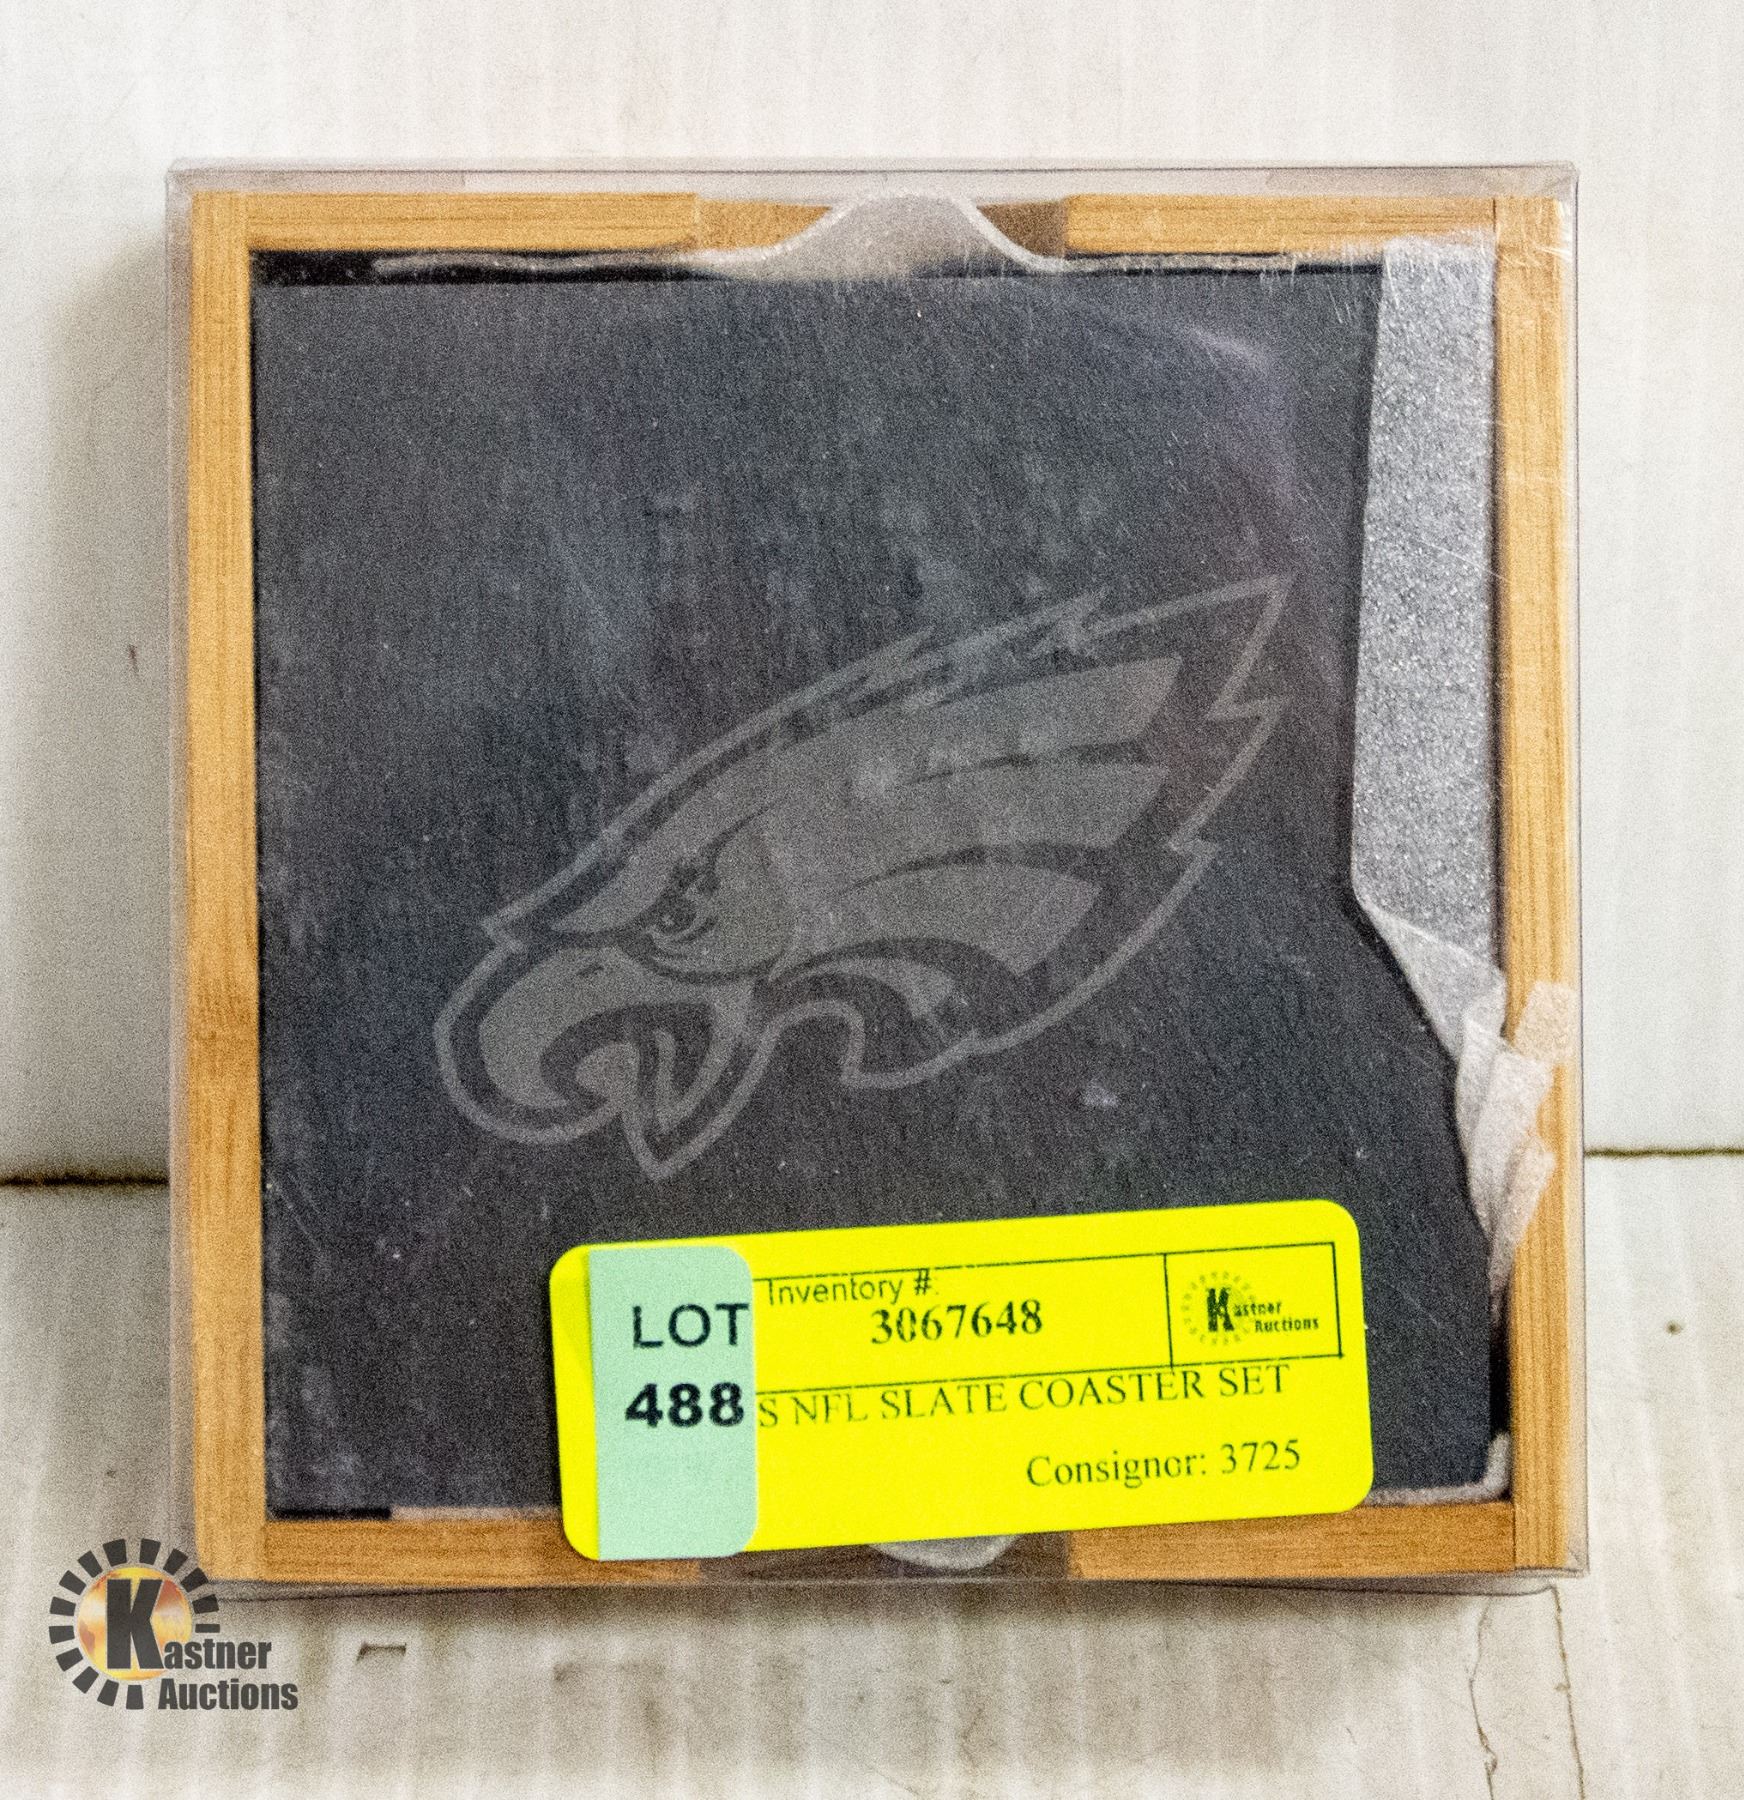 Inventory #:
3067648
Kastner
Auctions
LOT
488
S NFL SLATE COASTER SET
Consignor: 3725
Kastner
Auctions